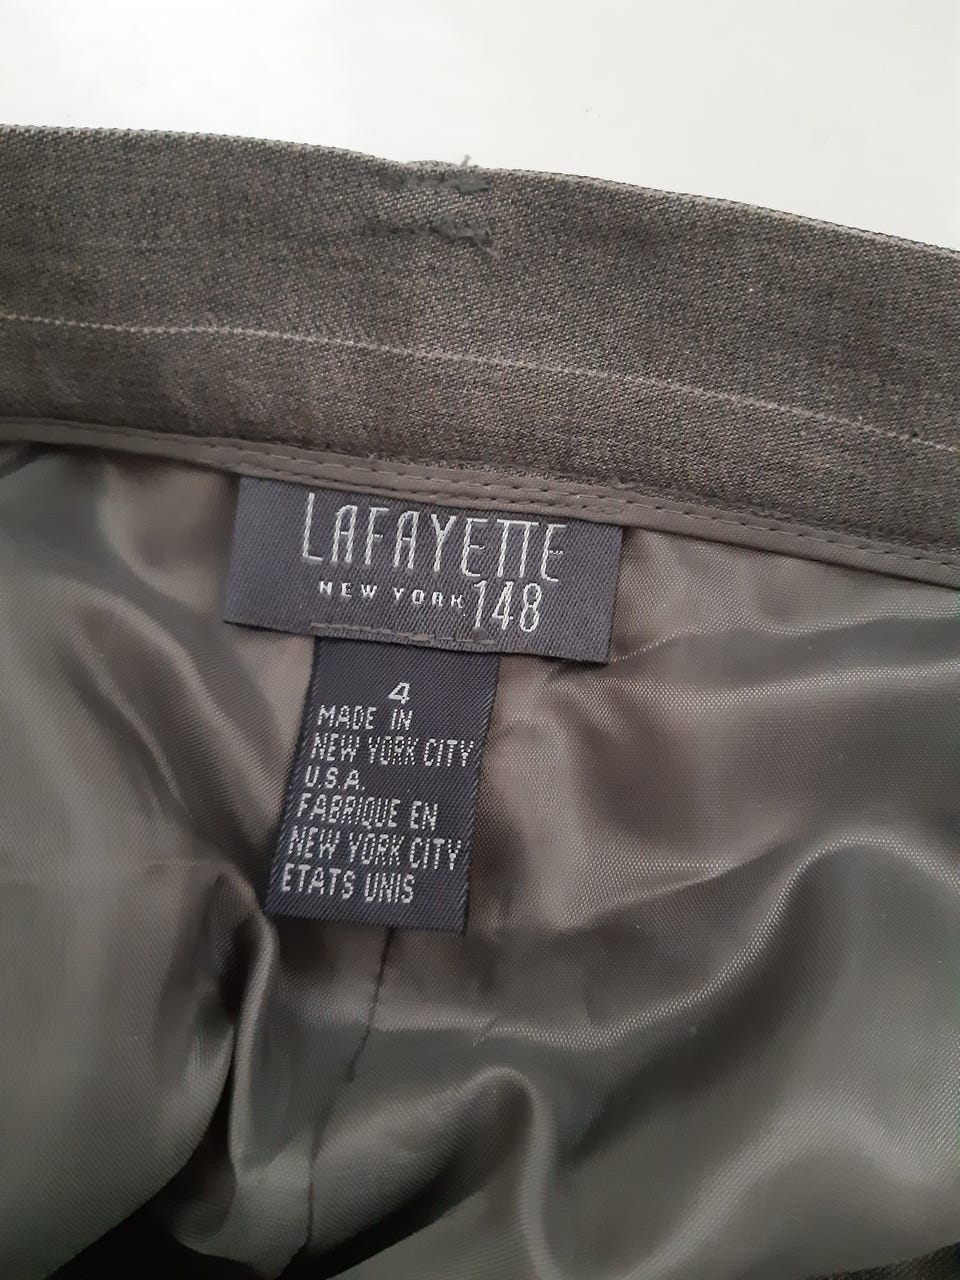 LAFAYETTE
NEW YORK 148
4
MADE IN
NEW YORK CITY
U.S.A.
FABRIQUE EN
NEW YORK CITY
ETATS UNIS